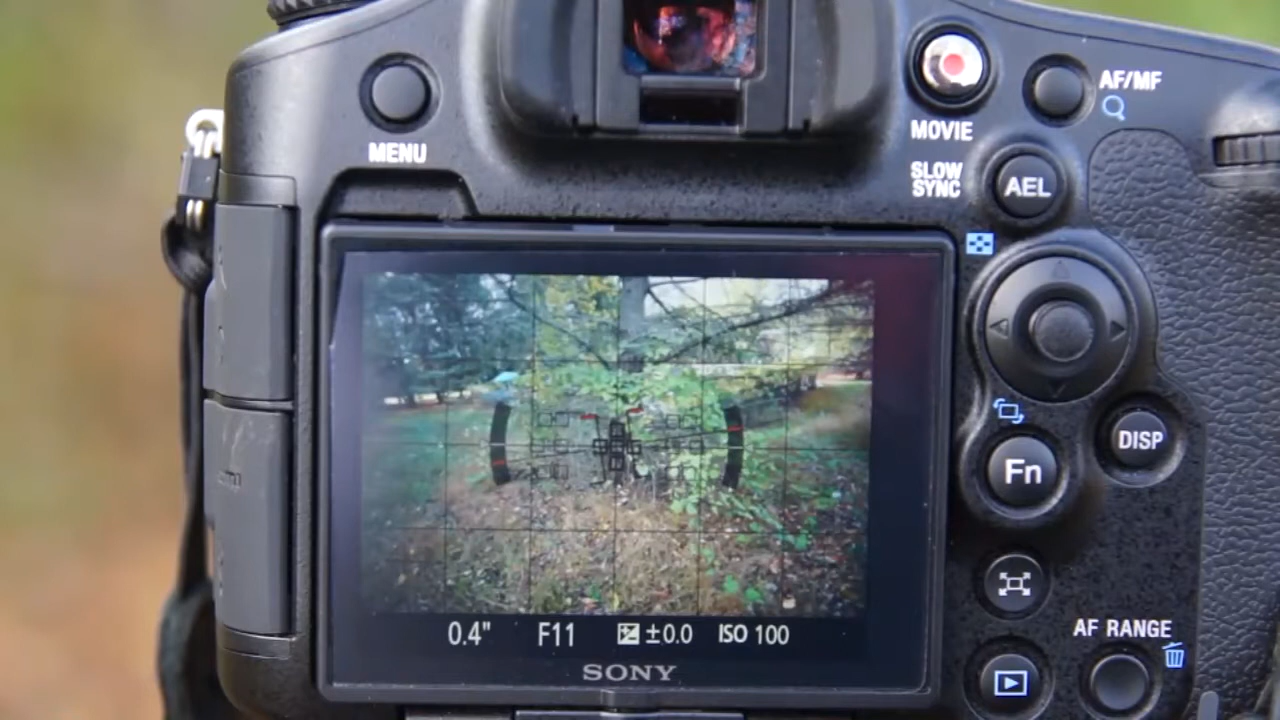 MENU
MOVIE
AF/MF
SLOW
SYNC
AEL
DISP
Fn
0.4" F11 ±0.0 ISO 100
SONY
AF RANGE